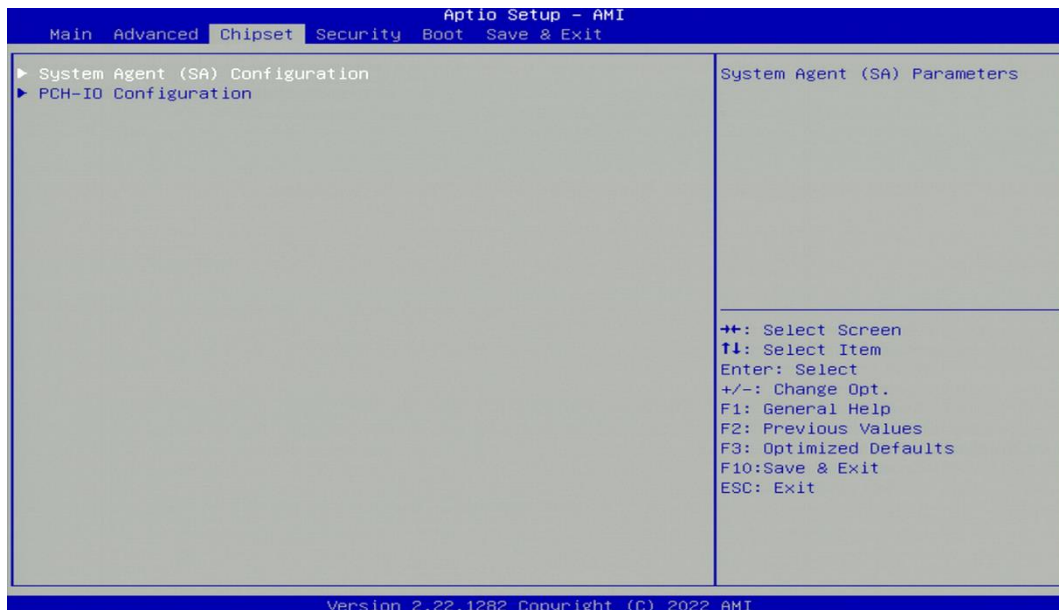 Aptio Setup - AMI
Main Advanced Chipset Security Boot Save & Exit
▶ System Agent (SA) Configuration
▶ PCH-IO Configuration
System Agent (SA) Parameters
→←: Select Screen
↑↓: Select Item
Enter: Select
+/-: Change Opt.
F1: General Help
F2: Previous Values
F3: Optimized Defaults
F10:Save & Exit
ESC: Exit
Version 2.22.1282 Copyright (C) 2022 AMI